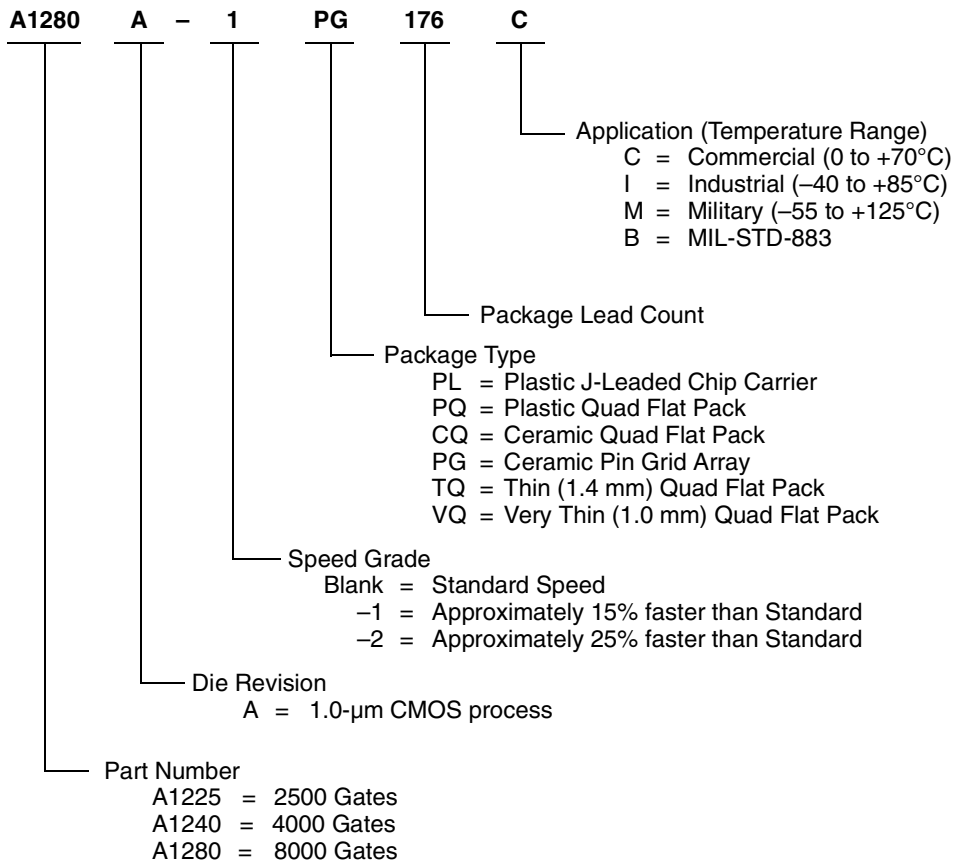 A1280 A – 1 PG 176 C
Application (Temperature Range)
C = Commercial (0 to +70°C)
I = Industrial (–40 to +85°C)
M = Military (–55 to +125°C)
B = MIL-STD-883
Package Lead Count
Package Type
PL = Plastic J-Leaded Chip Carrier
PQ = Plastic Quad Flat Pack
CQ = Ceramic Quad Flat Pack
PG = Ceramic Pin Grid Array
TQ = Thin (1.4 mm) Quad Flat Pack
VQ = Very Thin (1.0 mm) Quad Flat Pack
Speed Grade
Blank = Standard Speed
–1 = Approximately 15% faster than Standard
–2 = Approximately 25% faster than Standard
Die Revision
A = 1.0-µm CMOS process
Part Number
A1225 = 2500 Gates
A1240 = 4000 Gates
A1280 = 8000 Gates